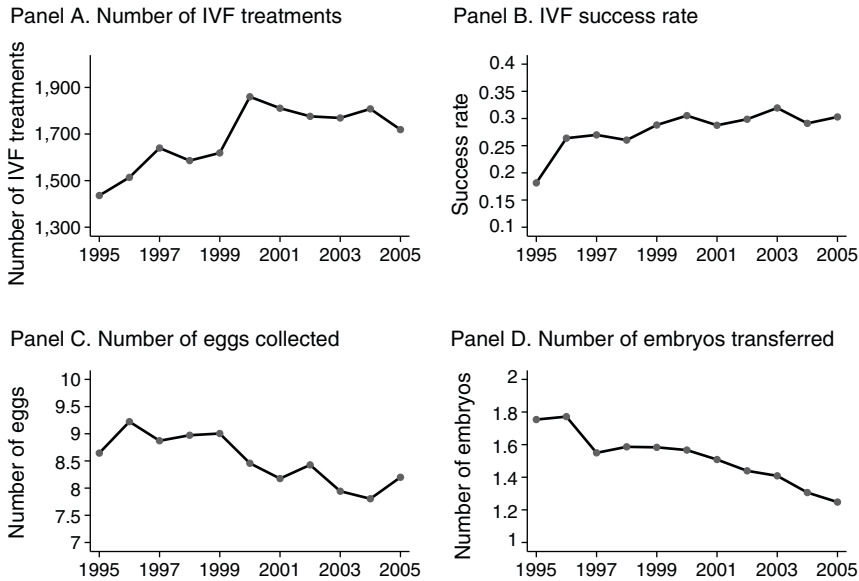 Panel A. Number of IVF treatments
Number of IVF treatments
1,900
1,700
1,500
1,300
1995 1997 1999 2001 2003 2005
Panel B. IVF success rate
Success rate
0.4
0.35
0.3
0.25
0.2
0.15
0.1
1995 1997 1999 2001 2003 2005
Panel C. Number of eggs collected
Number of eggs
10
9.5
9
8.5
8
7.5
7
1995 1997 1999 2001 2003 2005
Panel D. Number of embryos transferred
Number of embryos
2
1.8
1.6
1.4
1.2
1
1995 1997 1999 2001 2003 2005